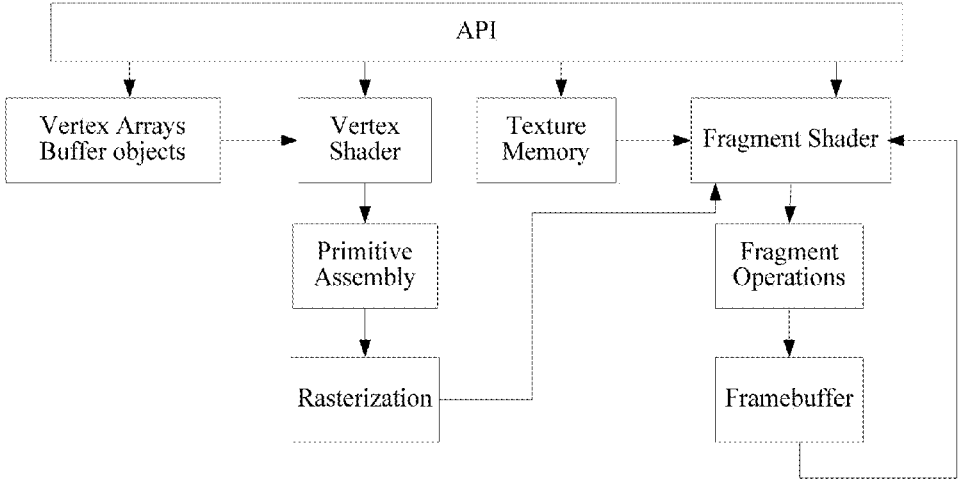 API
Vertex Arrays
Buffer objects
Vertex
Shader
Texture
Memory
Fragment Shader
Primitive
Assembly
Fragment
Operations
Rasterization
Framebuffer